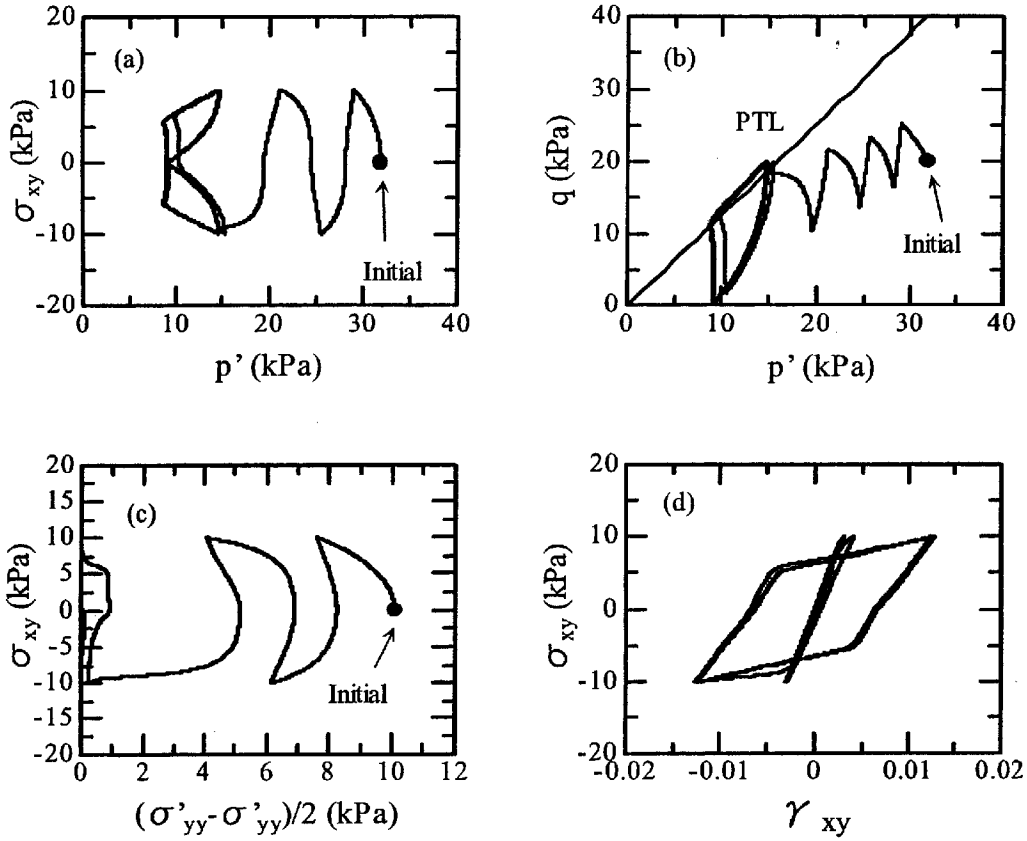 20
10
0
-10
-20
σxy (kPa)
(a)
Initial
0 10 20 30 40
p' (kPa)
40
30
20
10
0
q (kPa)
(b)
PTL
Initial
0 10 20 30 40
p' (kPa)
20
15
10
5
0
-5
-10
-15
-20
σxy (kPa)
(c)
Initial
0 2 4 6 8 10 12
(σ'yy-σ'yy)/2 (kPa)
20
10
0
-10
-20
σxy (kPa)
(d)
-0.02 -0.01 0 0.01 0.02
γ xy